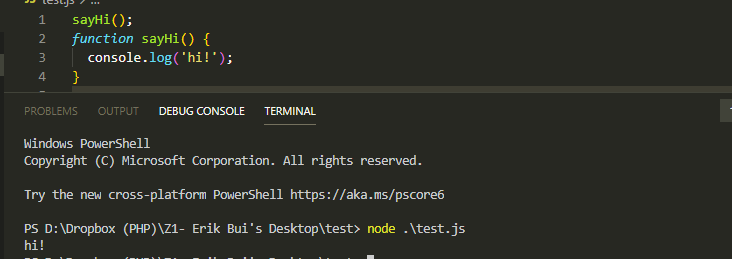 JS test.js > ...
1 sayHi();
2 function sayHi() {
3 console.log('hi!');
4 }
PROBLEMS OUTPUT DEBUG CONSOLE TERMINAL
Windows PowerShell
Copyright (C) Microsoft Corporation. All rights reserved.
Try the new cross-platform PowerShell https://aka.ms/pscore6
PS D:\Dropbox (PHP)\Z1- Erik Bui's Desktop\test> node .\test.js
hi!